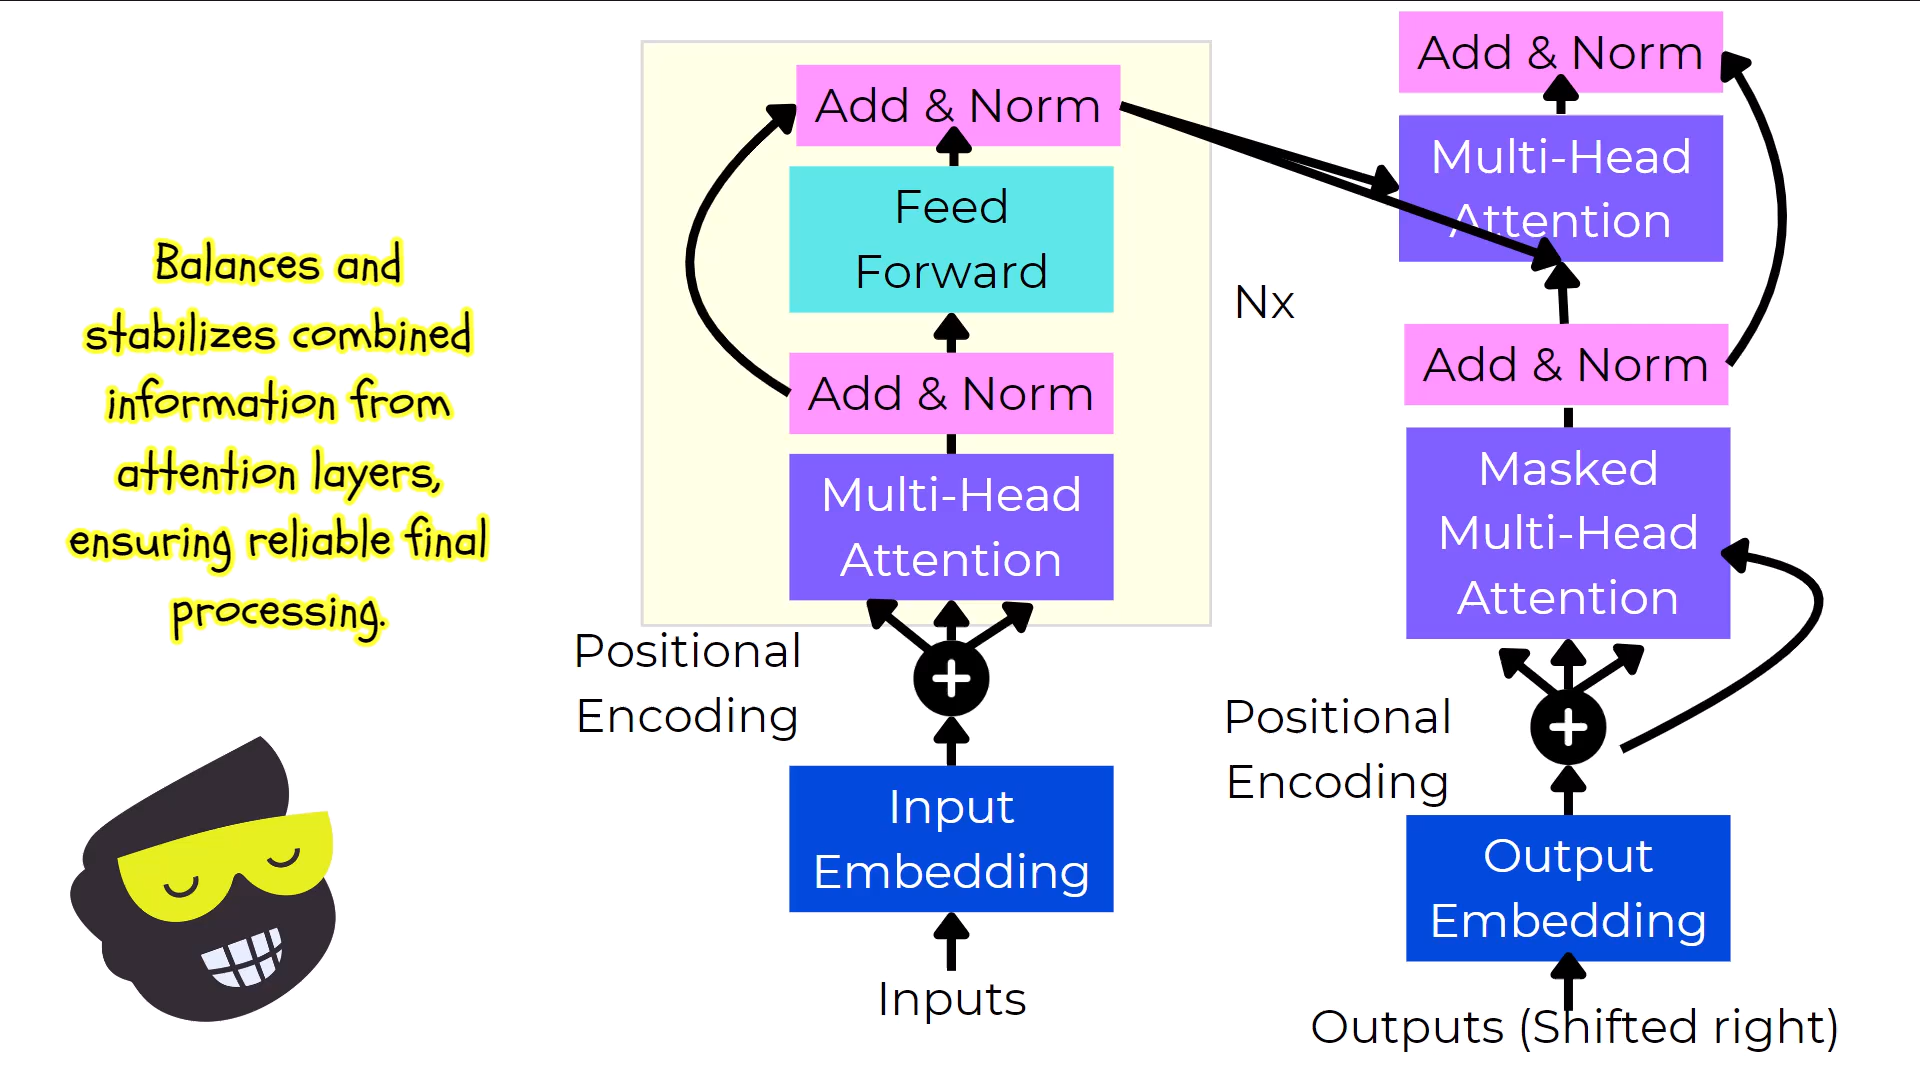 Balances and
stabilizes combined
information from
attention layers,
ensuring reliable final
processing.
Add & Norm
Feed
Forward
Add & Norm
Multi-Head
Attention
Positional
Encoding
Input
Embedding
Inputs
Nx
Add & Norm
Multi-Head
Attention
Add & Norm
Masked
Multi-Head
Attention
Positional
Encoding
Output
Embedding
Outputs (Shifted right)